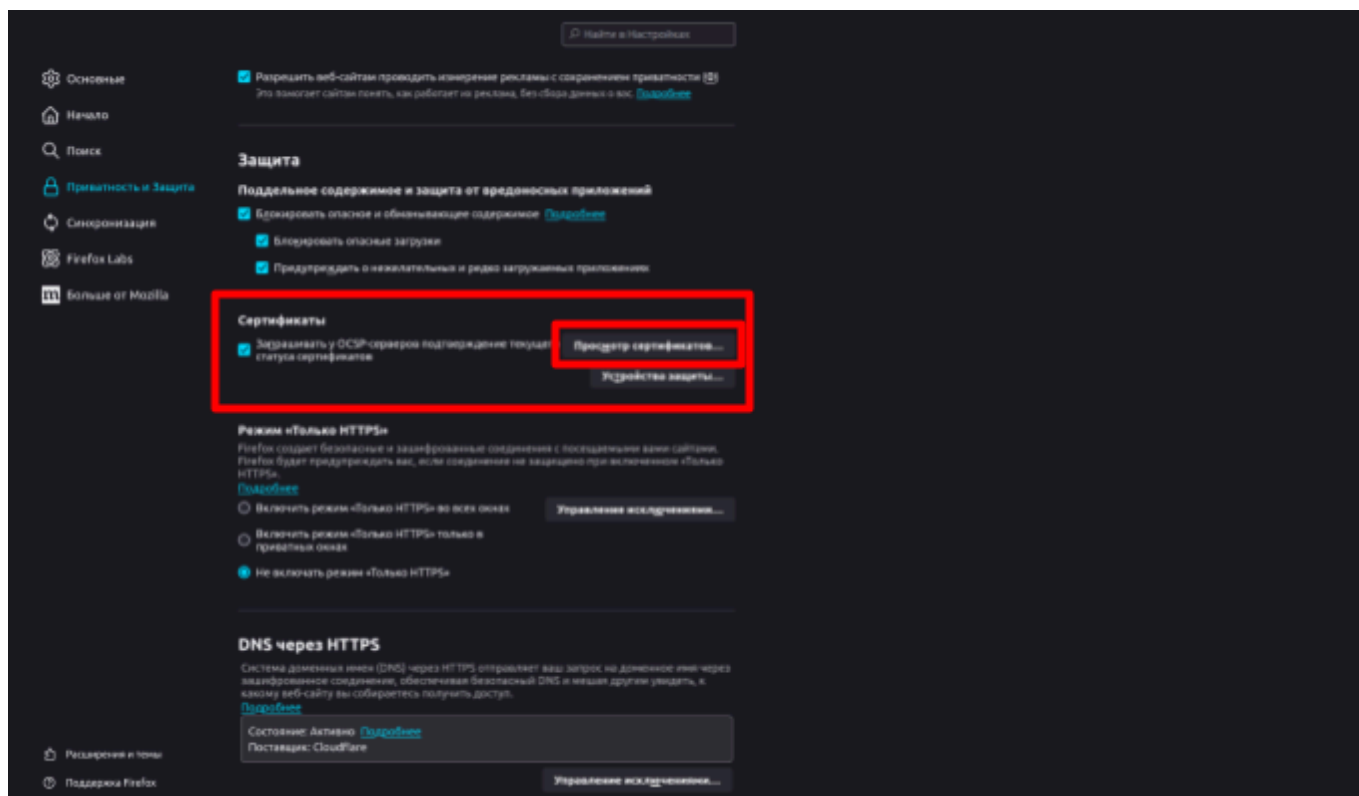 Найти в Настройках
Основные
Начало
Поиск
Приватность и Защита
Синхронизация
Firefox Labs
Больше от Mozilla
Расширения и темы
Поддержка Firefox
Разрешить веб-сайтам проводить измерение рекламы с сохранением приватности
Это помогает сайтам понять, как работает их реклама, без сбора данных о вас. Подробнее
Защита
Поддельное содержимое и защита от вредоносных приложений
Блокировать опасное и обманывающее содержимое Подробнее
Блокировать опасные загрузки
Предупреждать о нежелательных и редко загружаемых приложениях
Сертификаты
Запрашивать у OCSP-серверов подтверждение текущего
статуса сертификатов
Просмотр сертификатов...
Устройства защиты...
Режим «Только HTTPS»
Firefox создает безопасные и зашифрованные соединения с посещаемыми вами сайтами.
Firefox будет предупреждать вас, если соединение не защищено при включенном «Только
HTTPS».
Подробнее
Включить режим «Только HTTPS» во всех окнах
Управление исключениями...
Включить режим «Только HTTPS» только в
приватных окнах
Не включать режим «Только HTTPS»
DNS через HTTPS
Система доменных имен (DNS) через HTTPS отправляет ваш запрос на доменное имя через
зашифрованное соединение, обеспечивая безопасный DNS и мешая другим увидеть, к
какому веб-сайту вы собираетесь получить доступ.
Подробнее
Состояние: Активно Подробнее
Поставщик: Cloudflare
Управление исключениями...